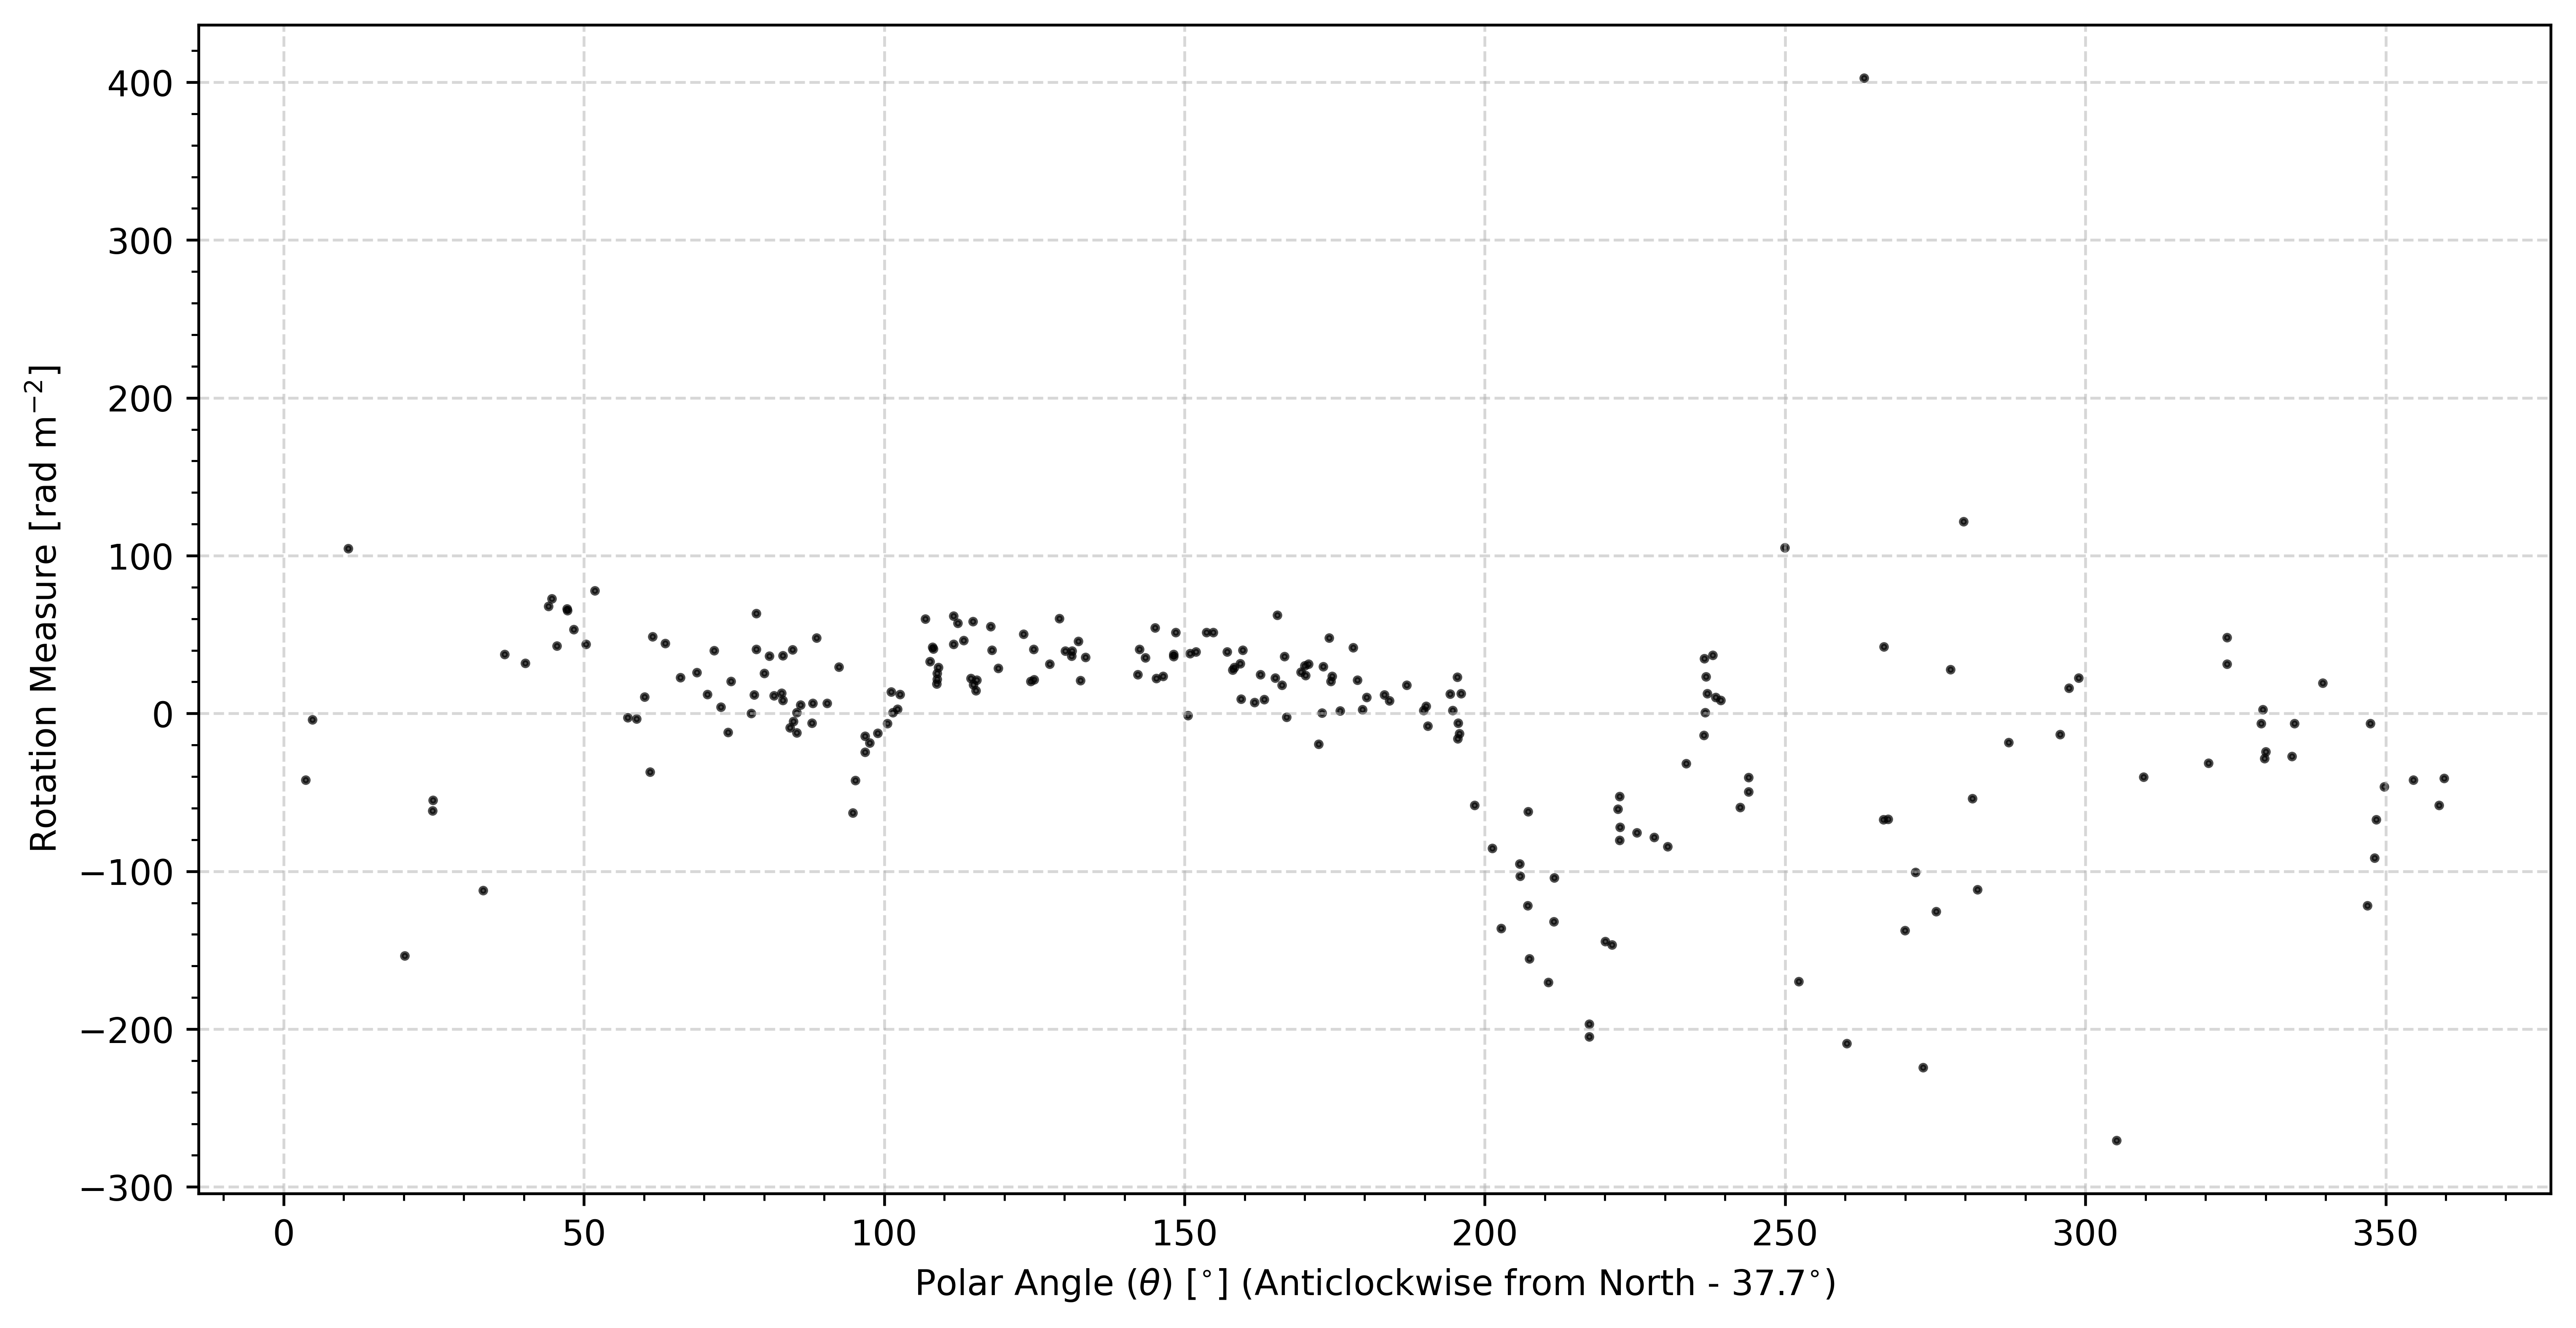 400
300
200
100
0
−100
−200
−300
Rotation Measure [rad m⁻²]
0 50 100 150 200 250 300 350
Polar Angle (θ) [°] (Anticlockwise from North - 37.7°)